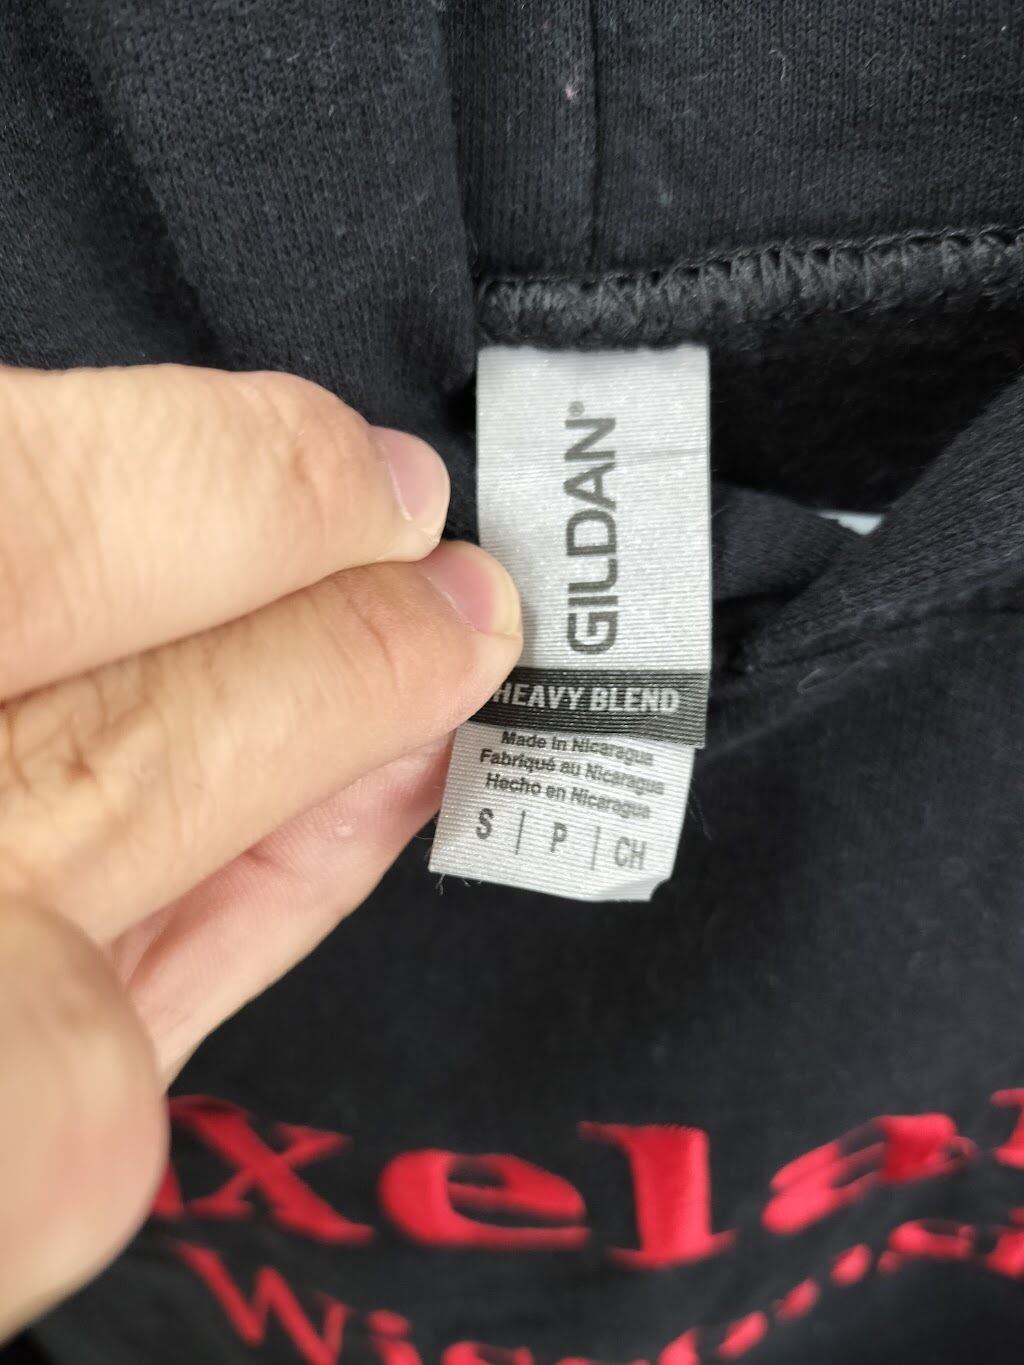 GILDAN®
HEAVY BLEND
Made in Nicaragua
Fabriqué au Nicaragua
Hecho en Nicaragua
S | P | CH